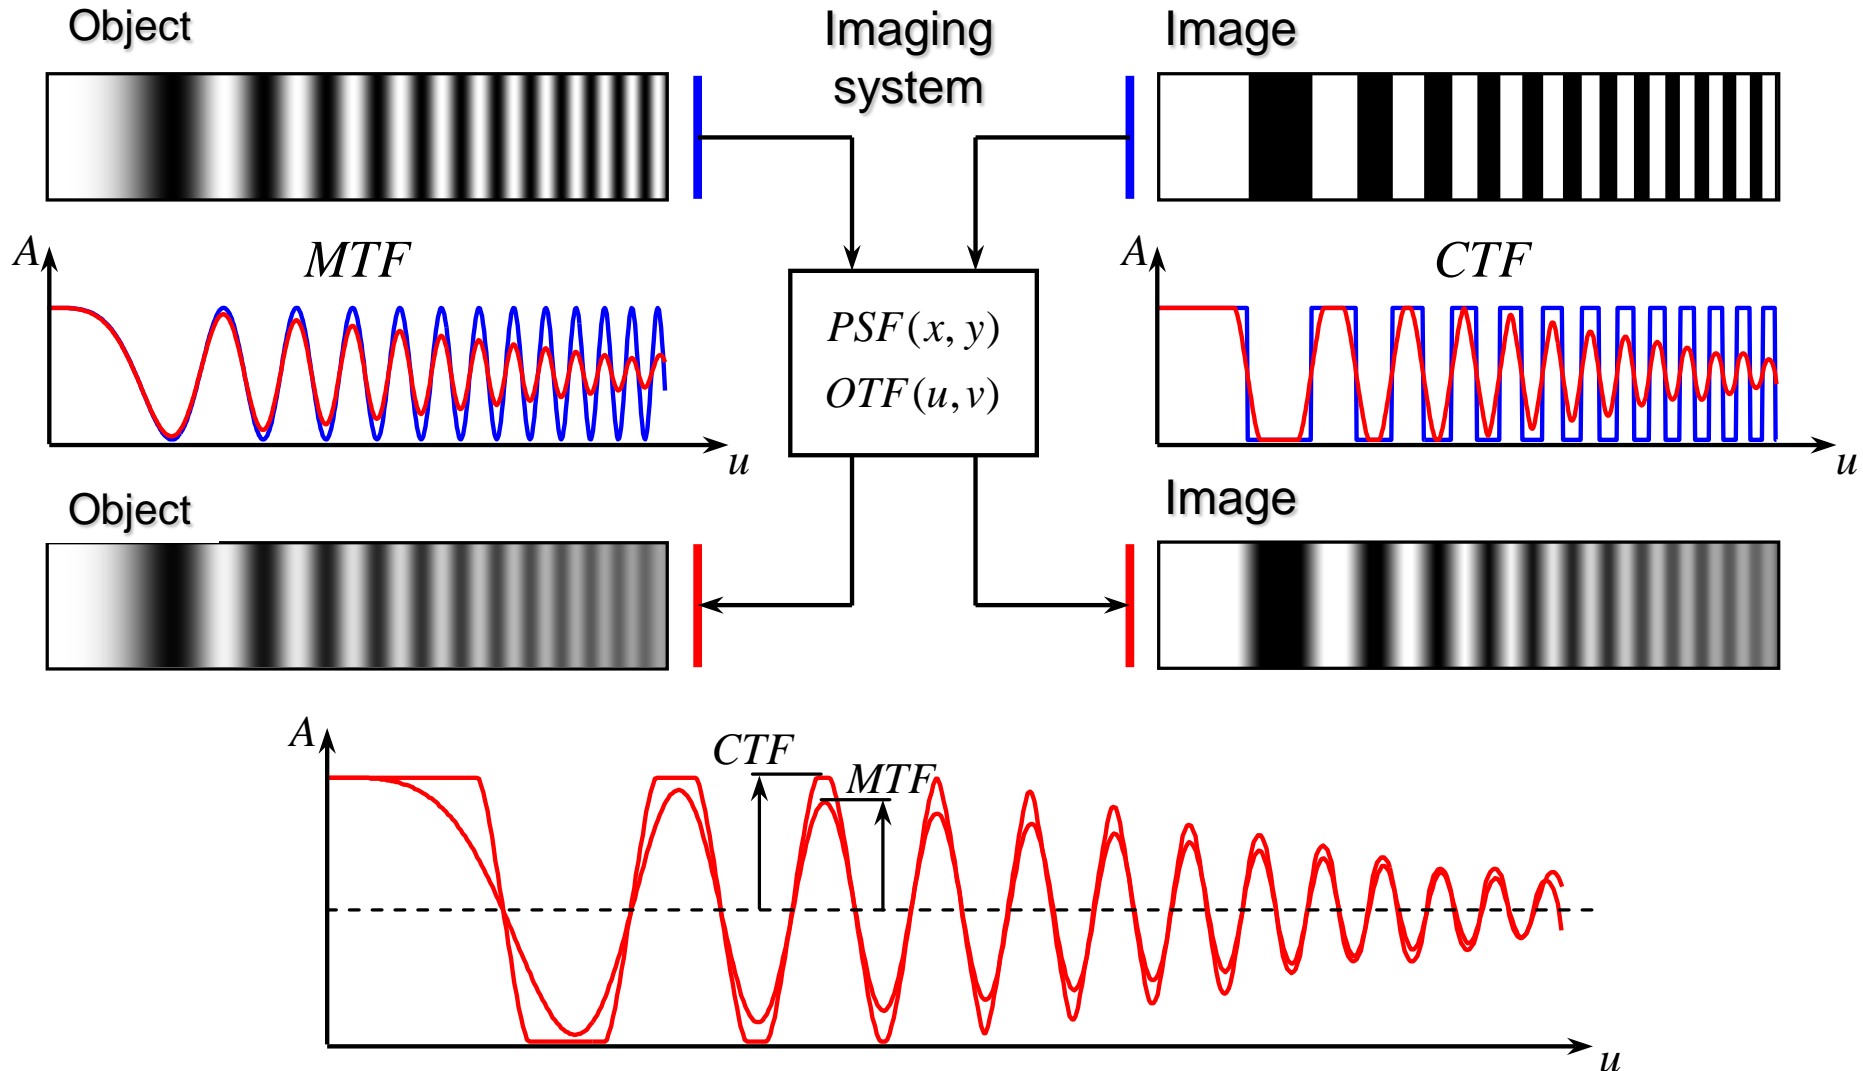 Object
Imaging
system
Image
A
MTF
u
PSF(x, y)
OTF(u,v)
A
CTF
u
Object
Image
A
CTF
MTF
u